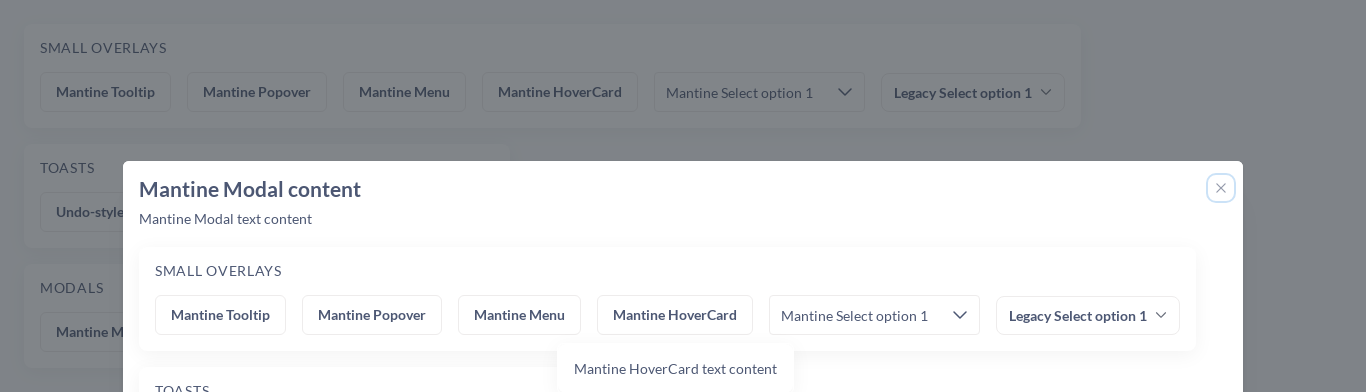 SMALL OVERLAYS
Mantine Tooltip Mantine Popover Mantine Menu Mantine HoverCard Mantine Select option 1 Legacy Select option 1
TOASTS
Undo-style
MODALS
Mantine M
Mantine Modal content
Mantine Modal text content
SMALL OVERLAYS
Mantine Tooltip Mantine Popover Mantine Menu Mantine HoverCard Mantine Select option 1 Legacy Select option 1
Mantine HoverCard text content
TOASTS